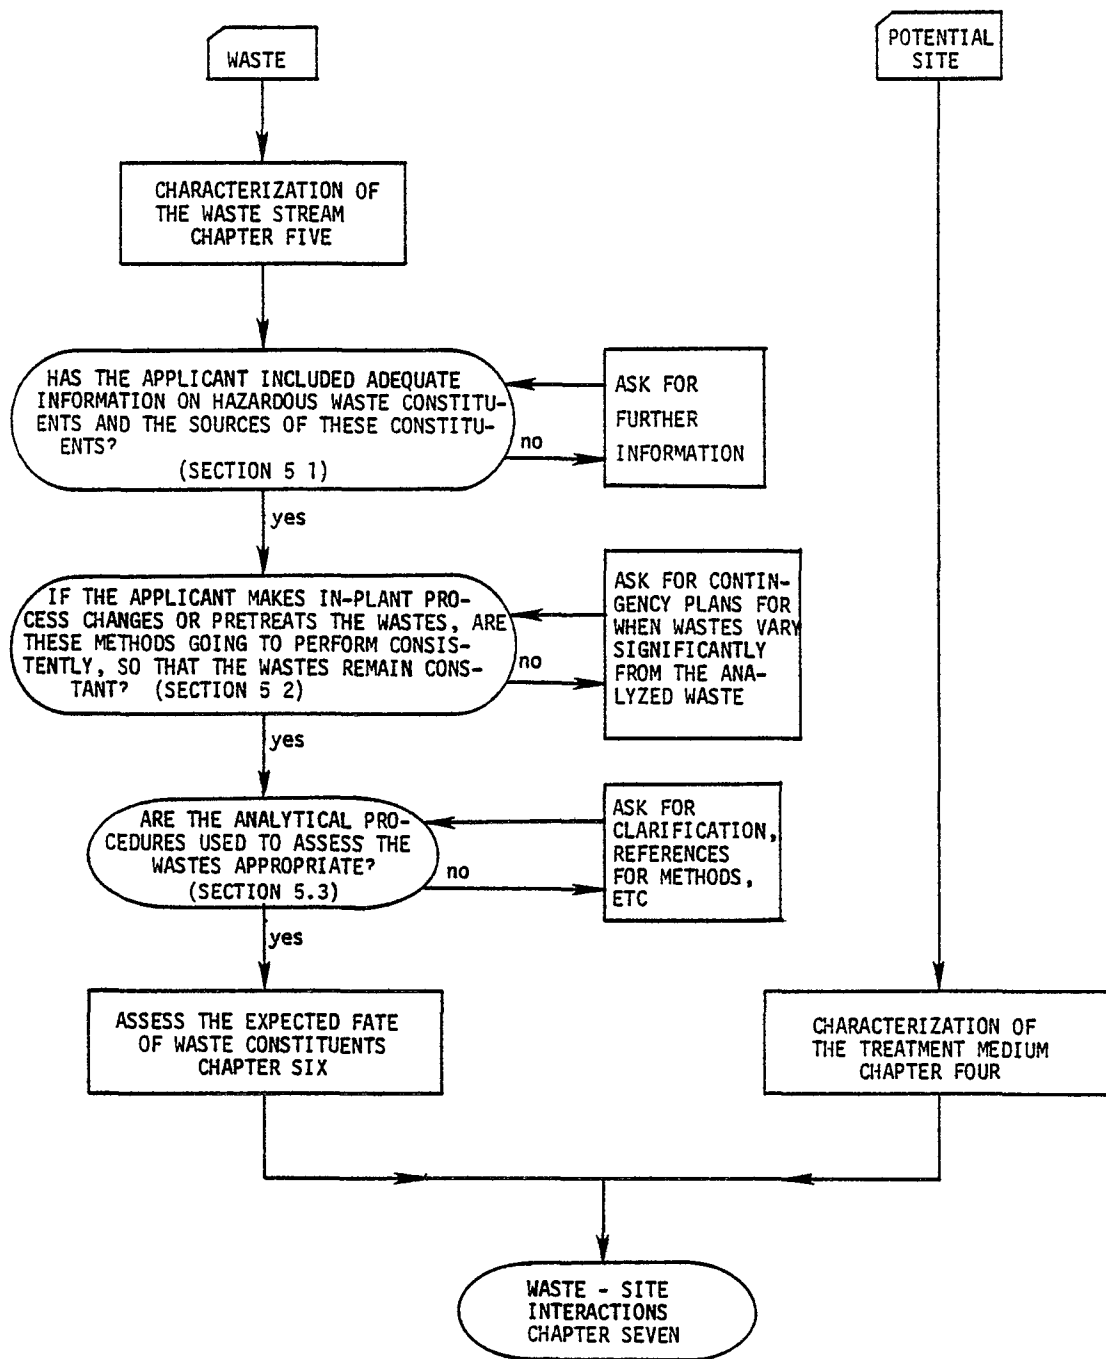 WASTE
POTENTIAL
SITE
CHARACTERIZATION OF
THE WASTE STREAM
CHAPTER FIVE
HAS THE APPLICANT INCLUDED ADEQUATE
INFORMATION ON HAZARDOUS WASTE CONSTITU-
ENTS AND THE SOURCES OF THESE CONSTITU-
ENTS?
(SECTION 5 1)
no
ASK FOR
FURTHER
INFORMATION
yes
IF THE APPLICANT MAKES IN-PLANT PRO-
CESS CHANGES OR PRETREATS THE WASTES, ARE
THESE METHODS GOING TO PERFORM CONSIS-
TENTLY, SO THAT THE WASTES REMAIN CONS-
TANT? (SECTION 5 2)
no
ASK FOR CONTIN-
GENCY PLANS FOR
WHEN WASTES VARY
SIGNIFICANTLY
FROM THE ANA-
LYZED WASTE
yes
ARE THE ANALYTICAL PRO-
CEDURES USED TO ASSESS THE
WASTES APPROPRIATE?
(SECTION 5.3)
no
ASK FOR
CLARIFICATION,
REFERENCES
FOR METHODS,
ETC
yes
ASSESS THE EXPECTED FATE
OF WASTE CONSTITUENTS
CHAPTER SIX
CHARACTERIZATION OF
THE TREATMENT MEDIUM
CHAPTER FOUR
WASTE - SITE
INTERACTIONS
CHAPTER SEVEN